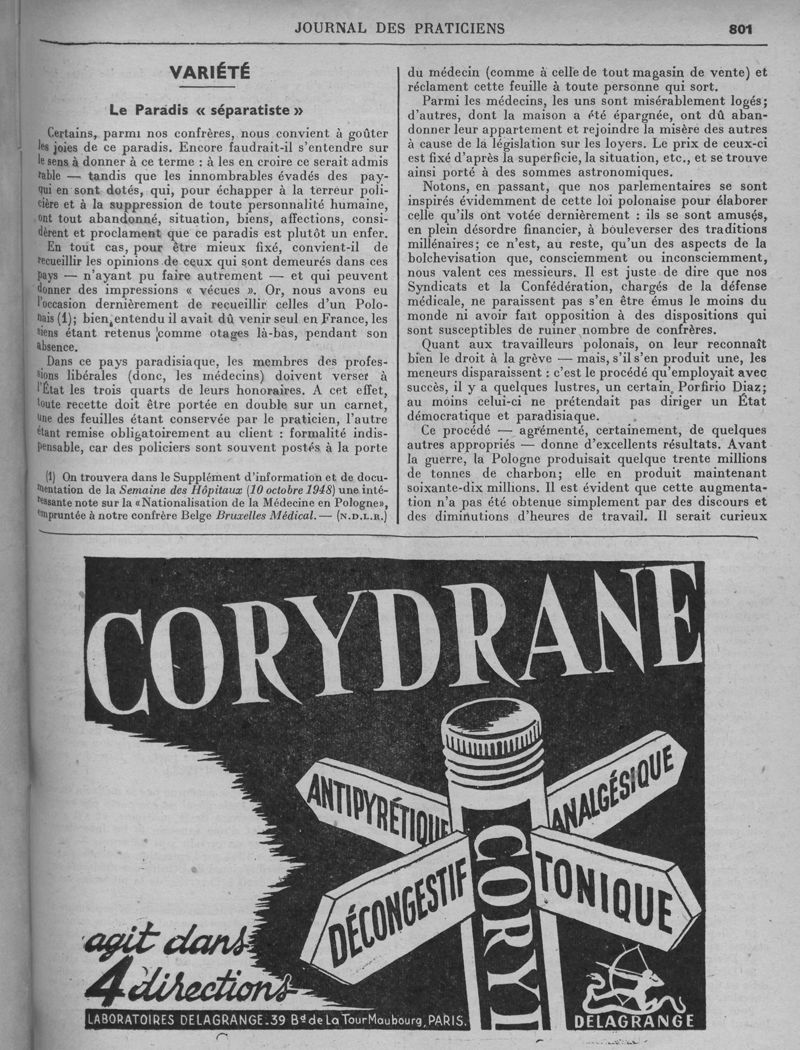 JOURNAL DES PRATICIENS 801
VARIÉTÉ
Le Paradis « séparatiste »
Certains, parmi nos confrères, nous convient à goûter
les joies de ce paradis. Encore faudrait-il s'entendre sur
le sens à donner à ce terme : à les en croire ce serait admis
rable — tandis que les innombrables évadés des pay-
qui en sont dotés, qui, pour échapper à la terreur poli-
cière et à la suppression de toute personnalité humaine,
ont tout abandonné, situation, biens, affections, consi-
dèrent et proclament que ce paradis est plutôt un enfer.
En tout cas, pour être mieux fixé, convient-il de
recueillir les opinions de ceux qui sont demeurés dans ces
pays — n'ayant pu faire autrement — et qui peuvent
donner des impressions « vécues ». Or, nous avons eu
l'occasion dernièrement de recueillir celles d'un Polo-
nais (1); bien entendu il avait dû venir seul en France, les
siens étant retenus comme otages là-bas, pendant son
absence.
Dans ce pays paradisiaque, les membres des profes-
sions libérales (donc, les médecins) doivent verser à
l'État les trois quarts de leurs honoraires. A cet effet,
toute recette doit être portée en double sur un carnet,
une des feuilles étant conservée par le praticien, l'autre
étant remise obligatoirement au client : formalité indis-
pensable, car des policiers sont souvent postés à la porte
(1) On trouvera dans le Supplément d'information et de docu-
mentation de la Semaine des Hôpitaux (10 octobre 1948) une inté-
ressante note sur la «Nationalisation de la Médecine en Pologne»,
empruntée à notre confrère Belge Bruxelles Médical. — (N.D.L.R.)
du médecin (comme à celle de tout magasin de vente) et
réclament cette feuille à toute personne qui sort.
Parmi les médecins, les uns sont misérablement logés;
d'autres, dont la maison a été épargnée, ont dû aban-
donner leur appartement et rejoindre la misère des autres
à cause de la législation sur les loyers. Le prix de ceux-ci
est fixé d'après la superficie, la situation, etc., et se trouve
ainsi porté à des sommes astronomiques.
Notons, en passant, que nos parlementaires se sont
inspirés évidemment de cette loi polonaise pour élaborer
celle qu'ils ont votée dernièrement : ils se sont amusés,
en plein désordre financier, à bouleverser des traditions
millénaires; ce n'est, au reste, qu'un des aspects de la
bolchevisation que, consciemment ou inconsciemment,
nous valent ces messieurs. Il est juste de dire que nos
Syndicats et la Confédération, chargés de la défense
médicale, ne paraissent pas s'en être émus le moins du
monde ni avoir fait opposition à des dispositions qui
sont susceptibles de ruiner nombre de confrères.
Quant aux travailleurs polonais, on leur reconnaît
bien le droit à la grève — mais, s'il s'en produit une, les
meneurs disparaissent : c'est le procédé qu'employait avec
succès, il y a quelques lustres, un certain Porfirio Diaz;
au moins celui-ci ne prétendait pas diriger un État
démocratique et paradisiaque.
Ce procédé — agrémenté, certainement, de quelques
autres appropriés — donne d'excellents résultats. Avant
la guerre, la Pologne produisait quelque trente millions
de tonnes de charbon; elle en produit maintenant
soixante-dix millions. Il est évident que cette augmenta-
tion n'a pas été obtenue simplement par des discours et
des diminutions d'heures de travail. Il serait curieux
CORYDRANE
ANTIPYRÉTIQUE
ANALGÉSIQUE
DÉCONGESTIF
TONIQUE
CORY
agit dans
4 directions
LABORATOIRES DELAGRANGE_39 Bd de La Tour Maubourg, PARIS.
DELAGRANGE